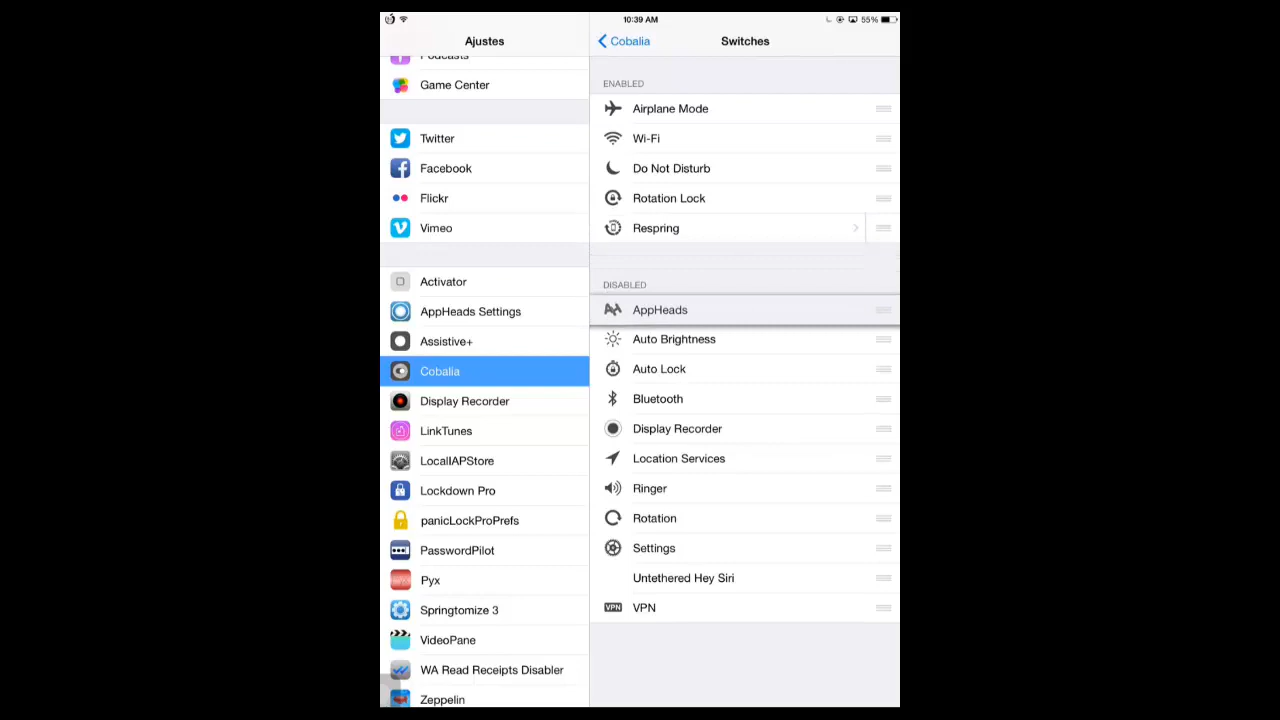 10:39 AM
55%
Ajustes
Podcasts
Game Center
Twitter
Facebook
Flickr
Vimeo
Activator
AppHeads Settings
Assistive+
Cobalia
Display Recorder
LinkTunes
LocalIAPStore
Lockdown Pro
panicLockProPrefs
PasswordPilot
Pyx
Springtomize 3
VideoPane
WA Read Receipts Disabler
Zeppelin
Cobalia
Switches
ENABLED
Airplane Mode
Wi-Fi
Do Not Disturb
Rotation Lock
Respring
DISABLED
AppHeads
Auto Brightness
Auto Lock
Bluetooth
Display Recorder
Location Services
Ringer
Rotation
Settings
Untethered Hey Siri
VPN VPN